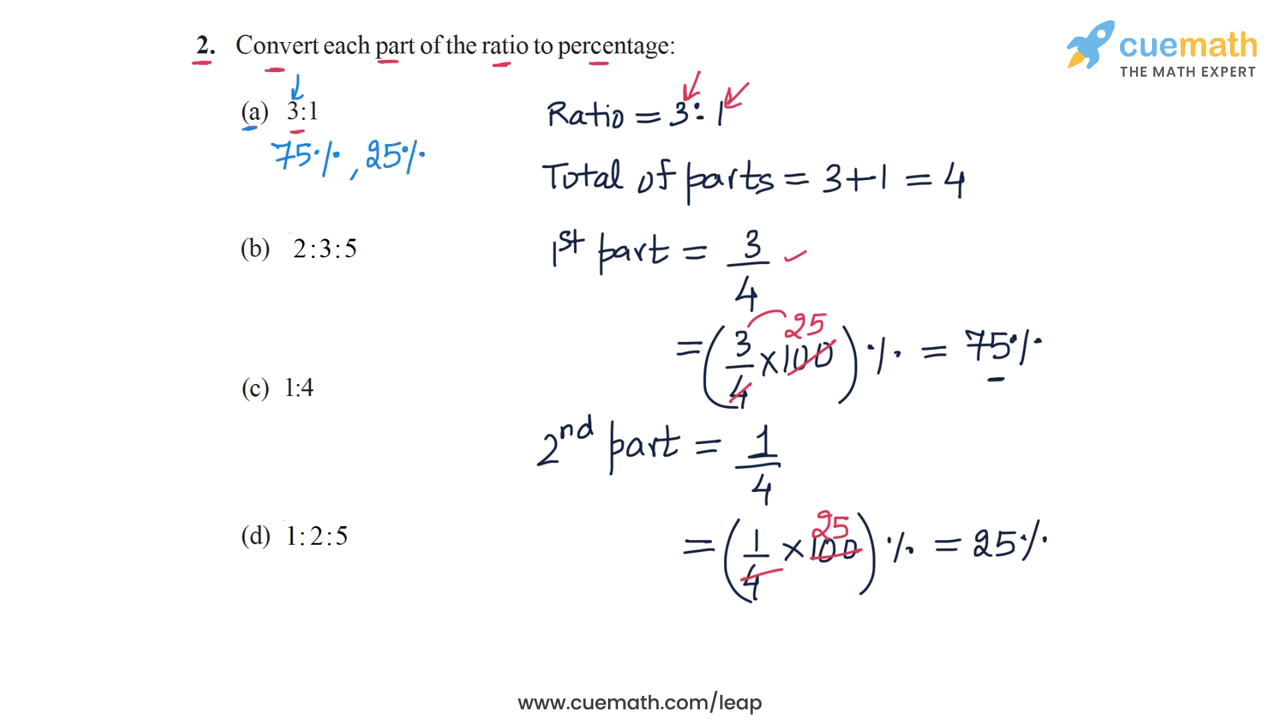 2. Convert each part of the ratio to percentage:
cuemath
THE MATH EXPERT
(a) 3:1
75%, 25%
Ratio = 3:1
Total of parts = 3+1 = 4
1st part = 3/4
= (3/4 × 100) % = 75%
25
2nd part = 1/4
= (1/4 × 100) % = 25%
25
(b) 2:3:5
(c) 1:4
(d) 1:2:5
www.cuemath.com/leap